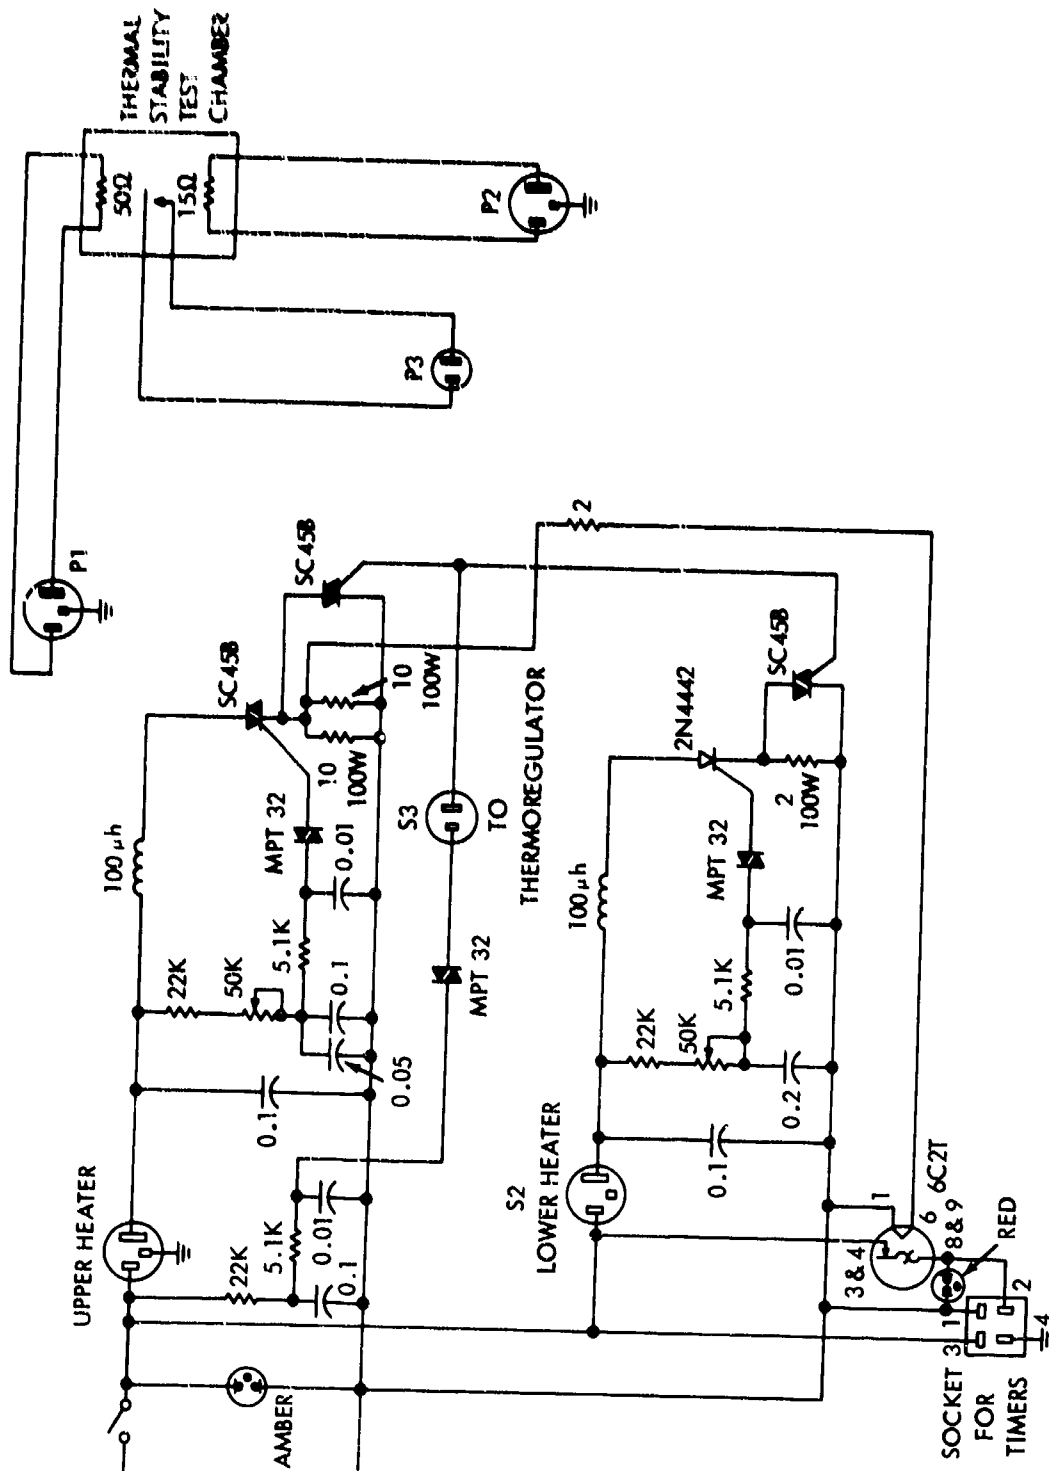 THERMAL
STABILITY
TEST
CHAMBER
50Ω
15Ω
P1
P2
P3
SC45B
SC45B
2
100 μh
10
100W
10
100W
MPT 32
0.01
5.1K
22K
50K
0.1
0.05
0.1
S3
TO
THERMOREGULATOR
MPT 32
UPPER HEATER
22K
5.1K
0.01
0.1
AMBER
2N4442
SC45B
100 μh
2
100W
MPT 32
0.01
5.1K
22K
50K
0.2
0.1
S2
LOWER HEATER
1
6
6C2T
3 & 4
8 & 9
RED
1
2
3
4
SOCKET
FOR
TIMERS